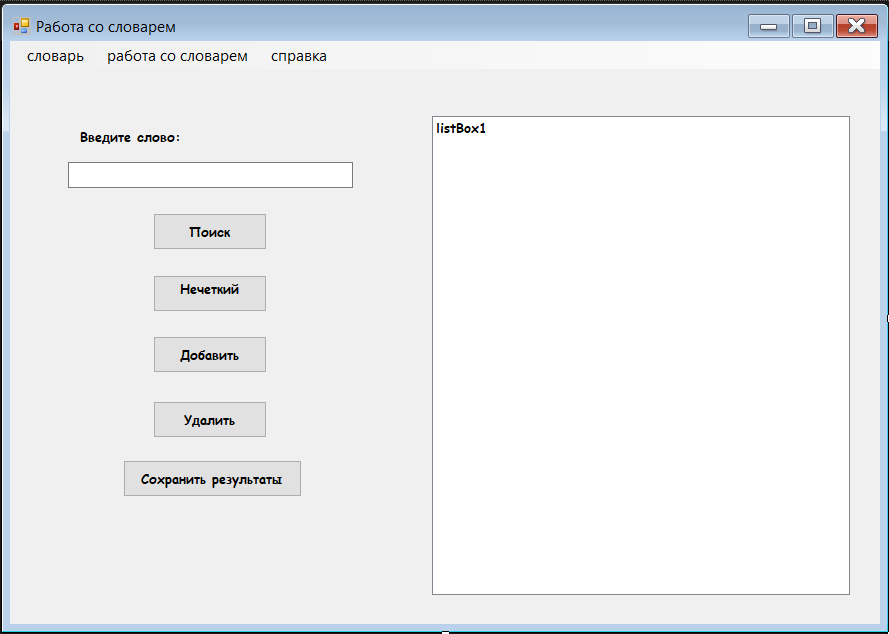 Работа со словарем
словарь работа со словарем справка
Введите слово:
Поиск
Нечеткий
Добавить
Удалить
Сохранить результаты
listBox1